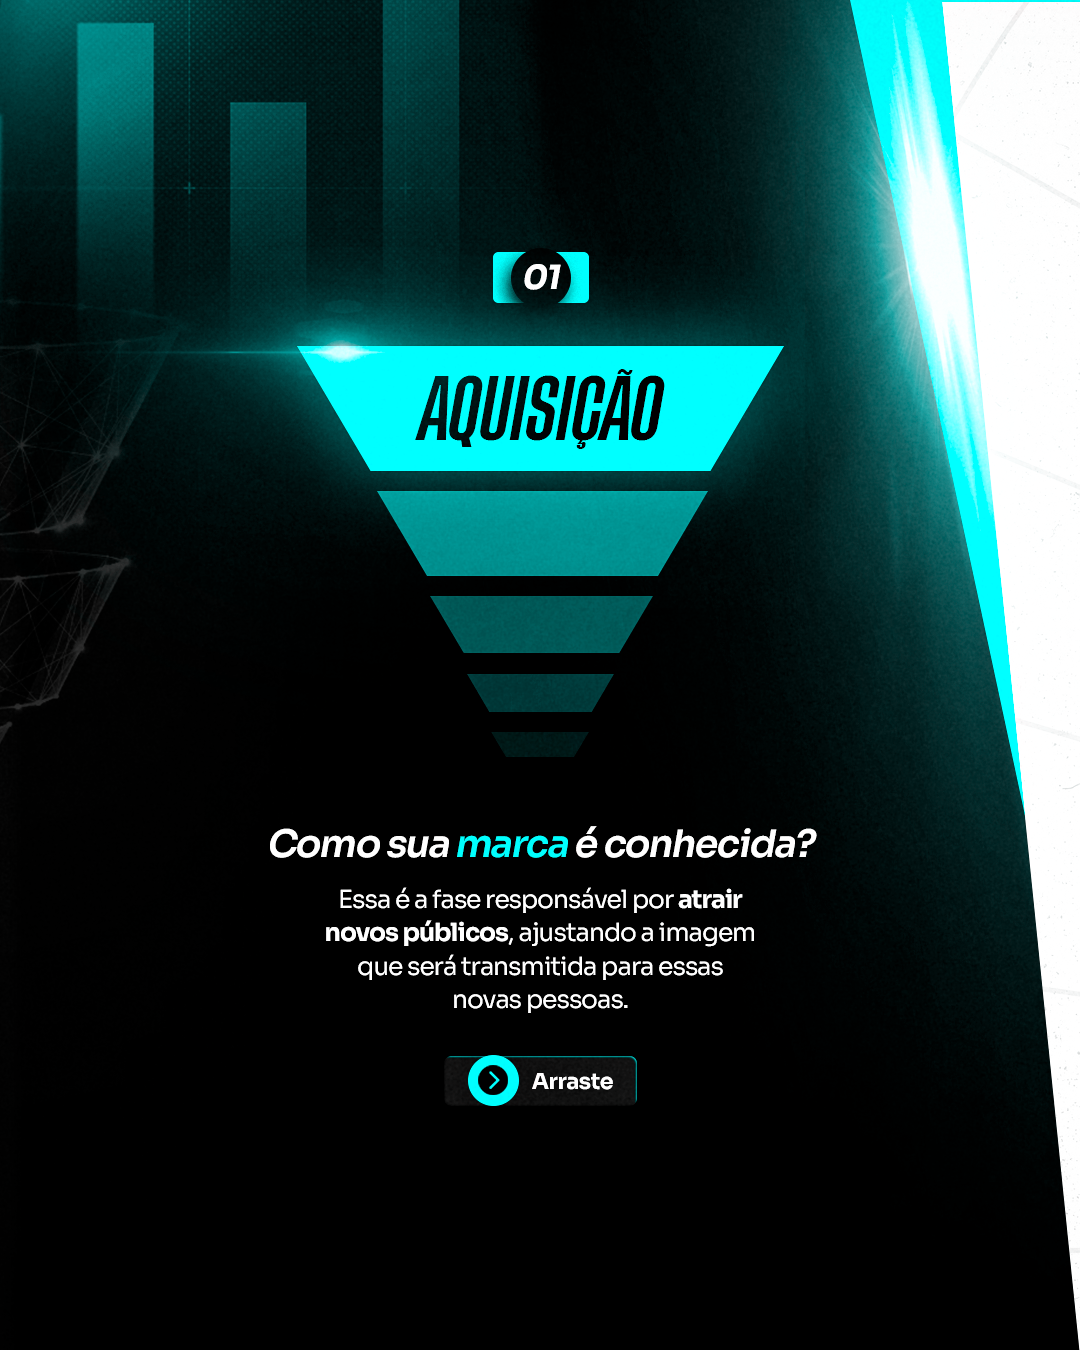 01
AQUISIÇÃO
Como sua marca é conhecida?
Essa é a fase responsável por atrair
novos públicos, ajustando a imagem
que será transmitida para essas
novas pessoas.
Arraste